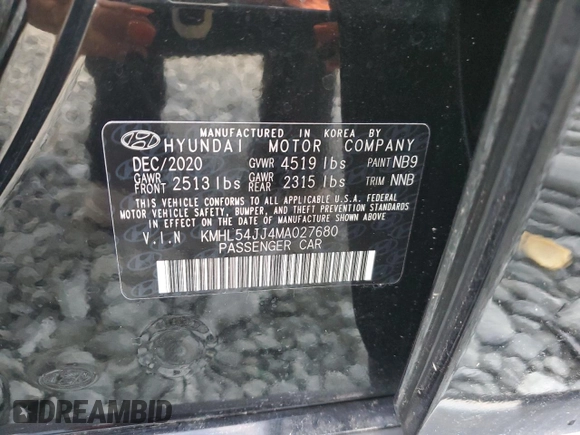 MANUFACTURED IN KOREA BY
HYUNDAI MOTOR COMPANY
DEC/2020 GVWR 4519 lbs PAINT NB9
GAWR FRONT 2513 lbs GAWR REAR 2315 lbs TRIM NNB
THIS VEHICLE CONFORMS TO ALL APPLICABLE U.S.A. FEDERAL
MOTOR VEHICLE SAFETY, BUMPER, AND THEFT PREVENTION STANDARDS
IN EFFECT ON THE DATE OF MANUFACTURE SHOWN ABOVE.
V.I.N KMHL54JJ4MA027680
PASSENGER CAR
DREAMBID